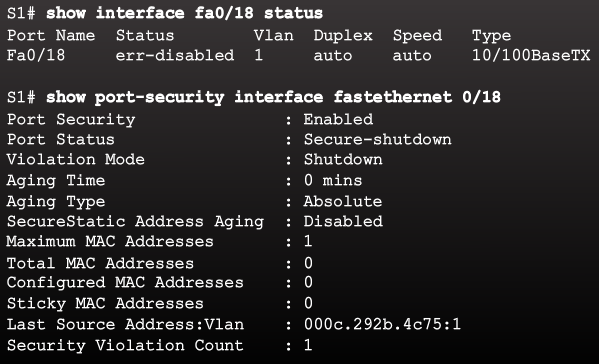 S1# show interface fa0/18 status
Port Name Status Vlan Duplex Speed Type
Fa0/18 err-disabled 1 auto auto 10/100BaseTX
S1# show port-security interface fastethernet 0/18
Port Security : Enabled
Port Status : Secure-shutdown
Violation Mode : Shutdown
Aging Time : 0 mins
Aging Type : Absolute
SecureStatic Address Aging : Disabled
Maximum MAC Addresses : 1
Total MAC Addresses : 0
Configured MAC Addresses : 0
Sticky MAC Addresses : 0
Last Source Address:Vlan : 000c.292b.4c75:1
Security Violation Count : 1